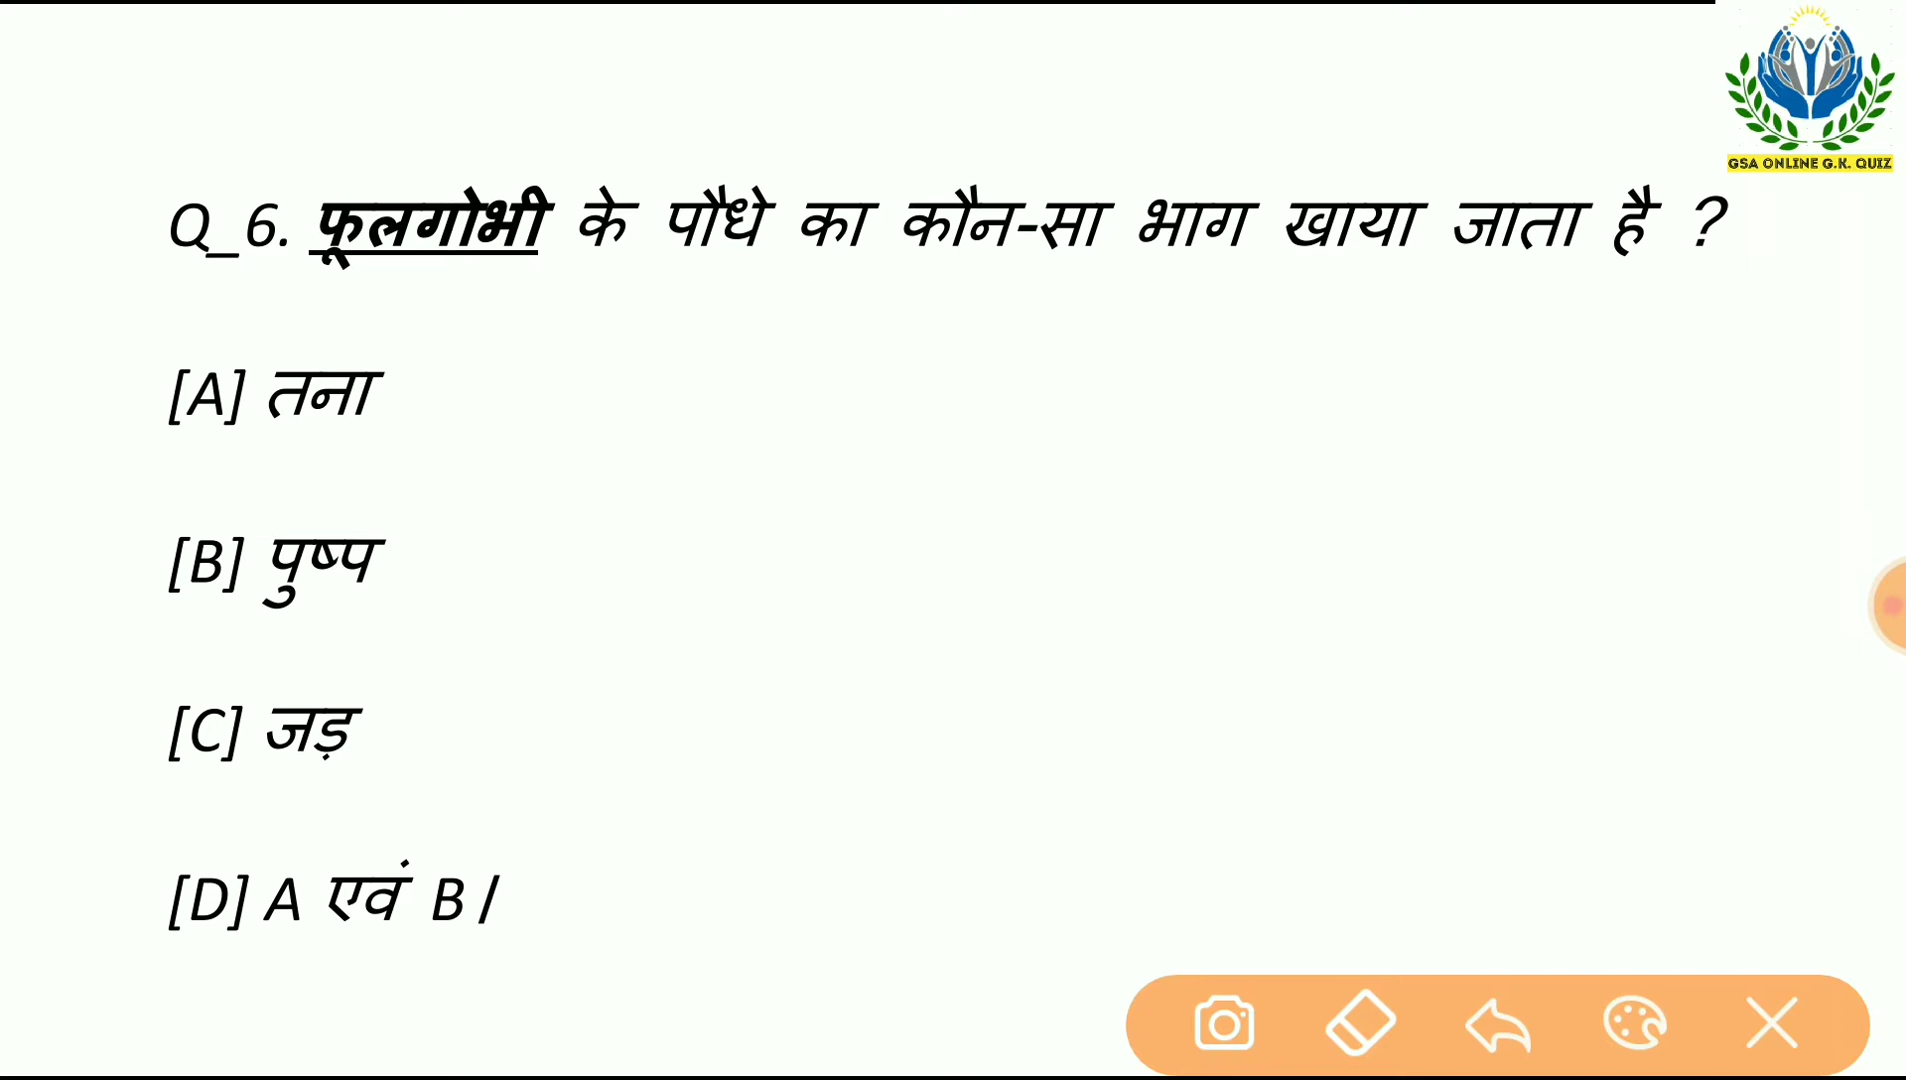 GSA ONLINE G.K. QUIZ
Q_6. फूलगोभी के पौधे का कौन-सा भाग खाया जाता है ?
[A] तना
[B] पुष्प
[C] जड़
[D] A एवं B।